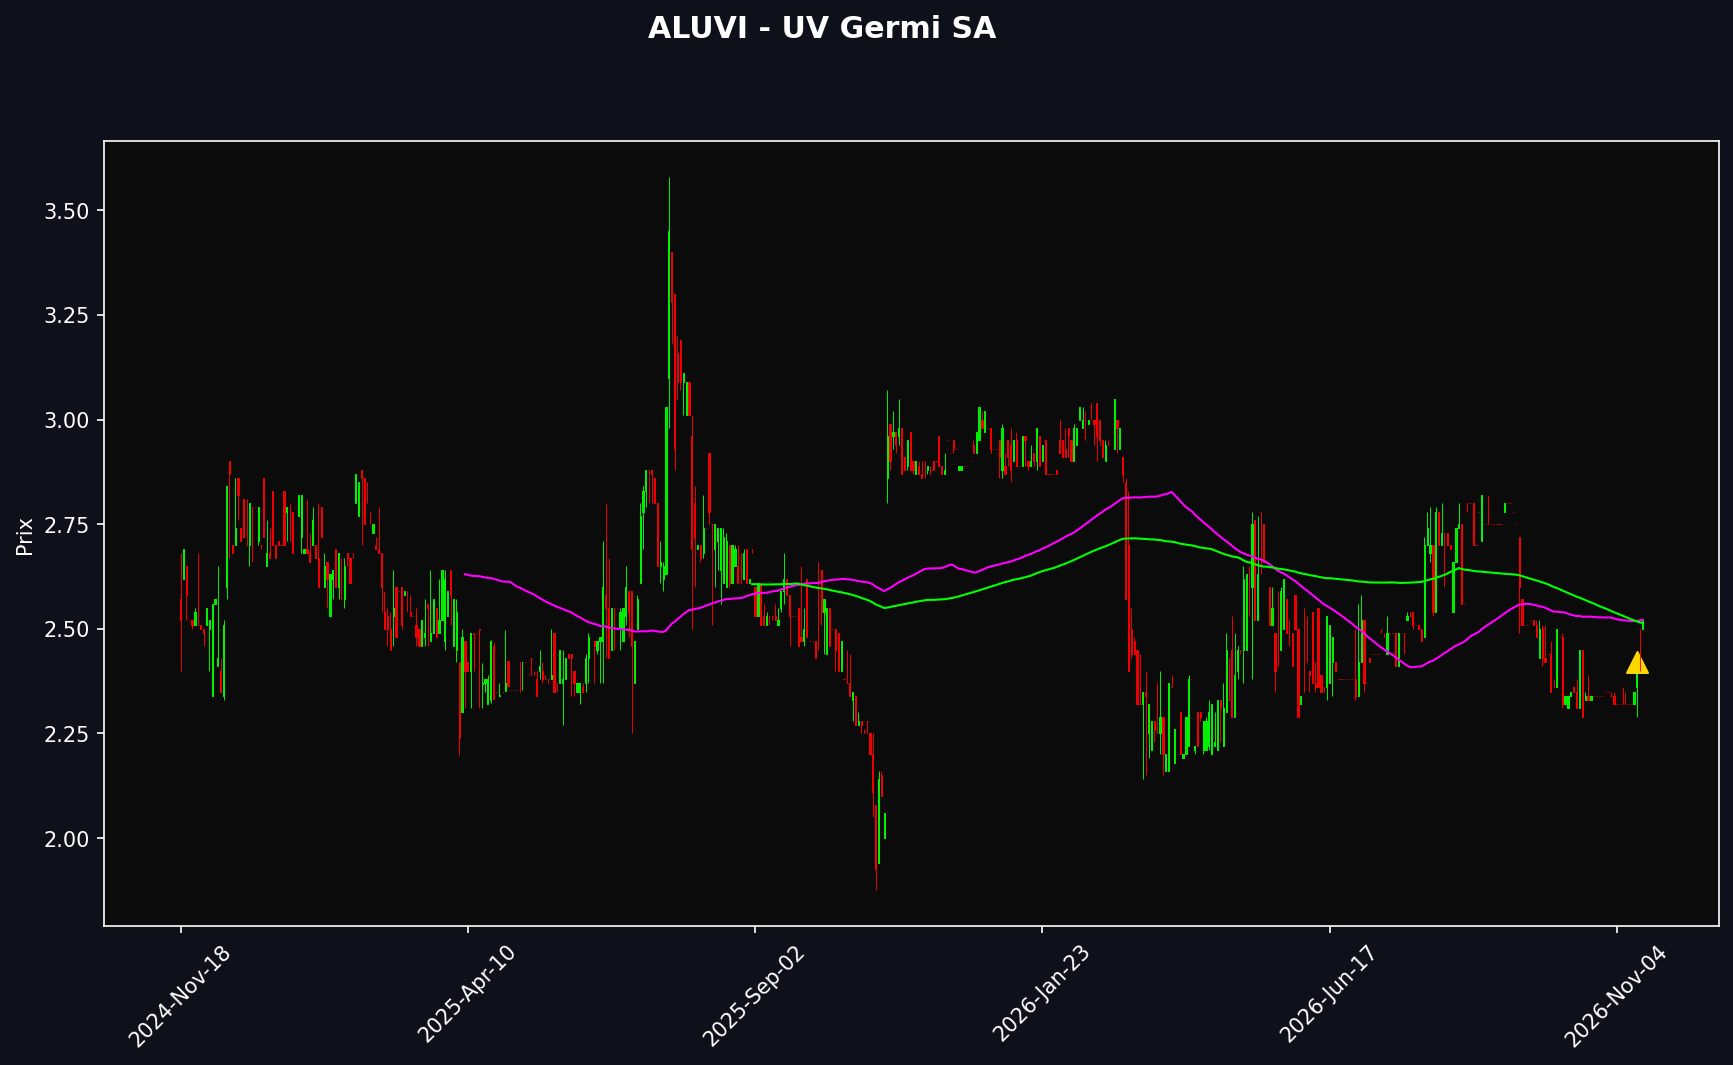 ALUVI - UV Germi SA
Prix
3.50
3.25
3.00
2.75
2.50
2.25
2.00
2024-Nov-18
2025-Apr-10
2025-Sep-02
2026-Jan-23
2026-Jun-17
2026-Nov-04